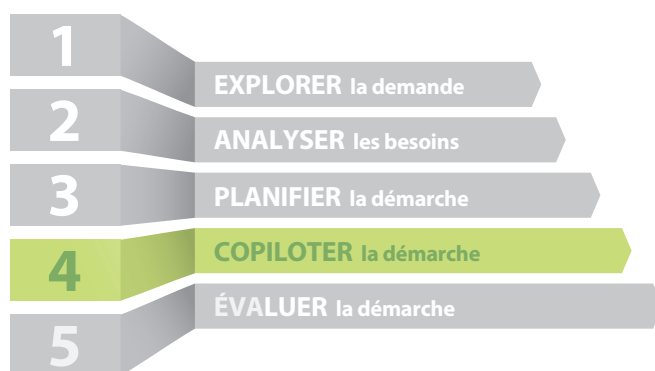 1
EXPLORER la demande
2
ANALYSER les besoins
3
PLANIFIER la démarche
4
COPILOTER la démarche
5
ÉVALUER la démarche